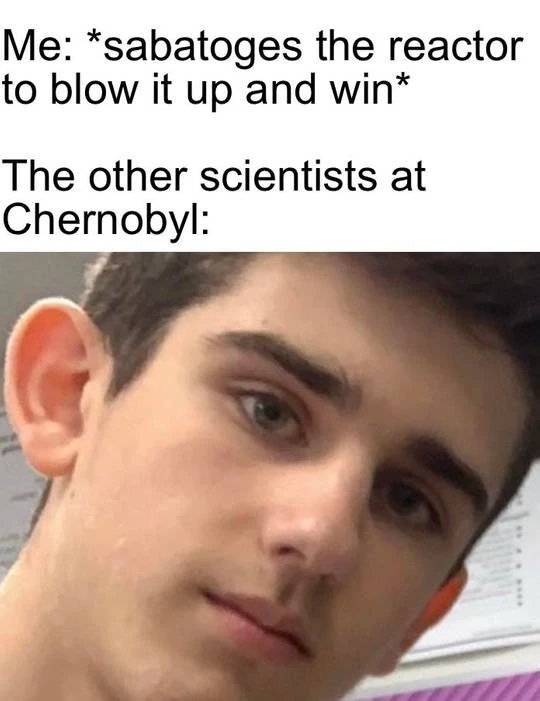 Me: *sabatoges the reactor
to blow it up and win*
The other scientists at
Chernobyl: